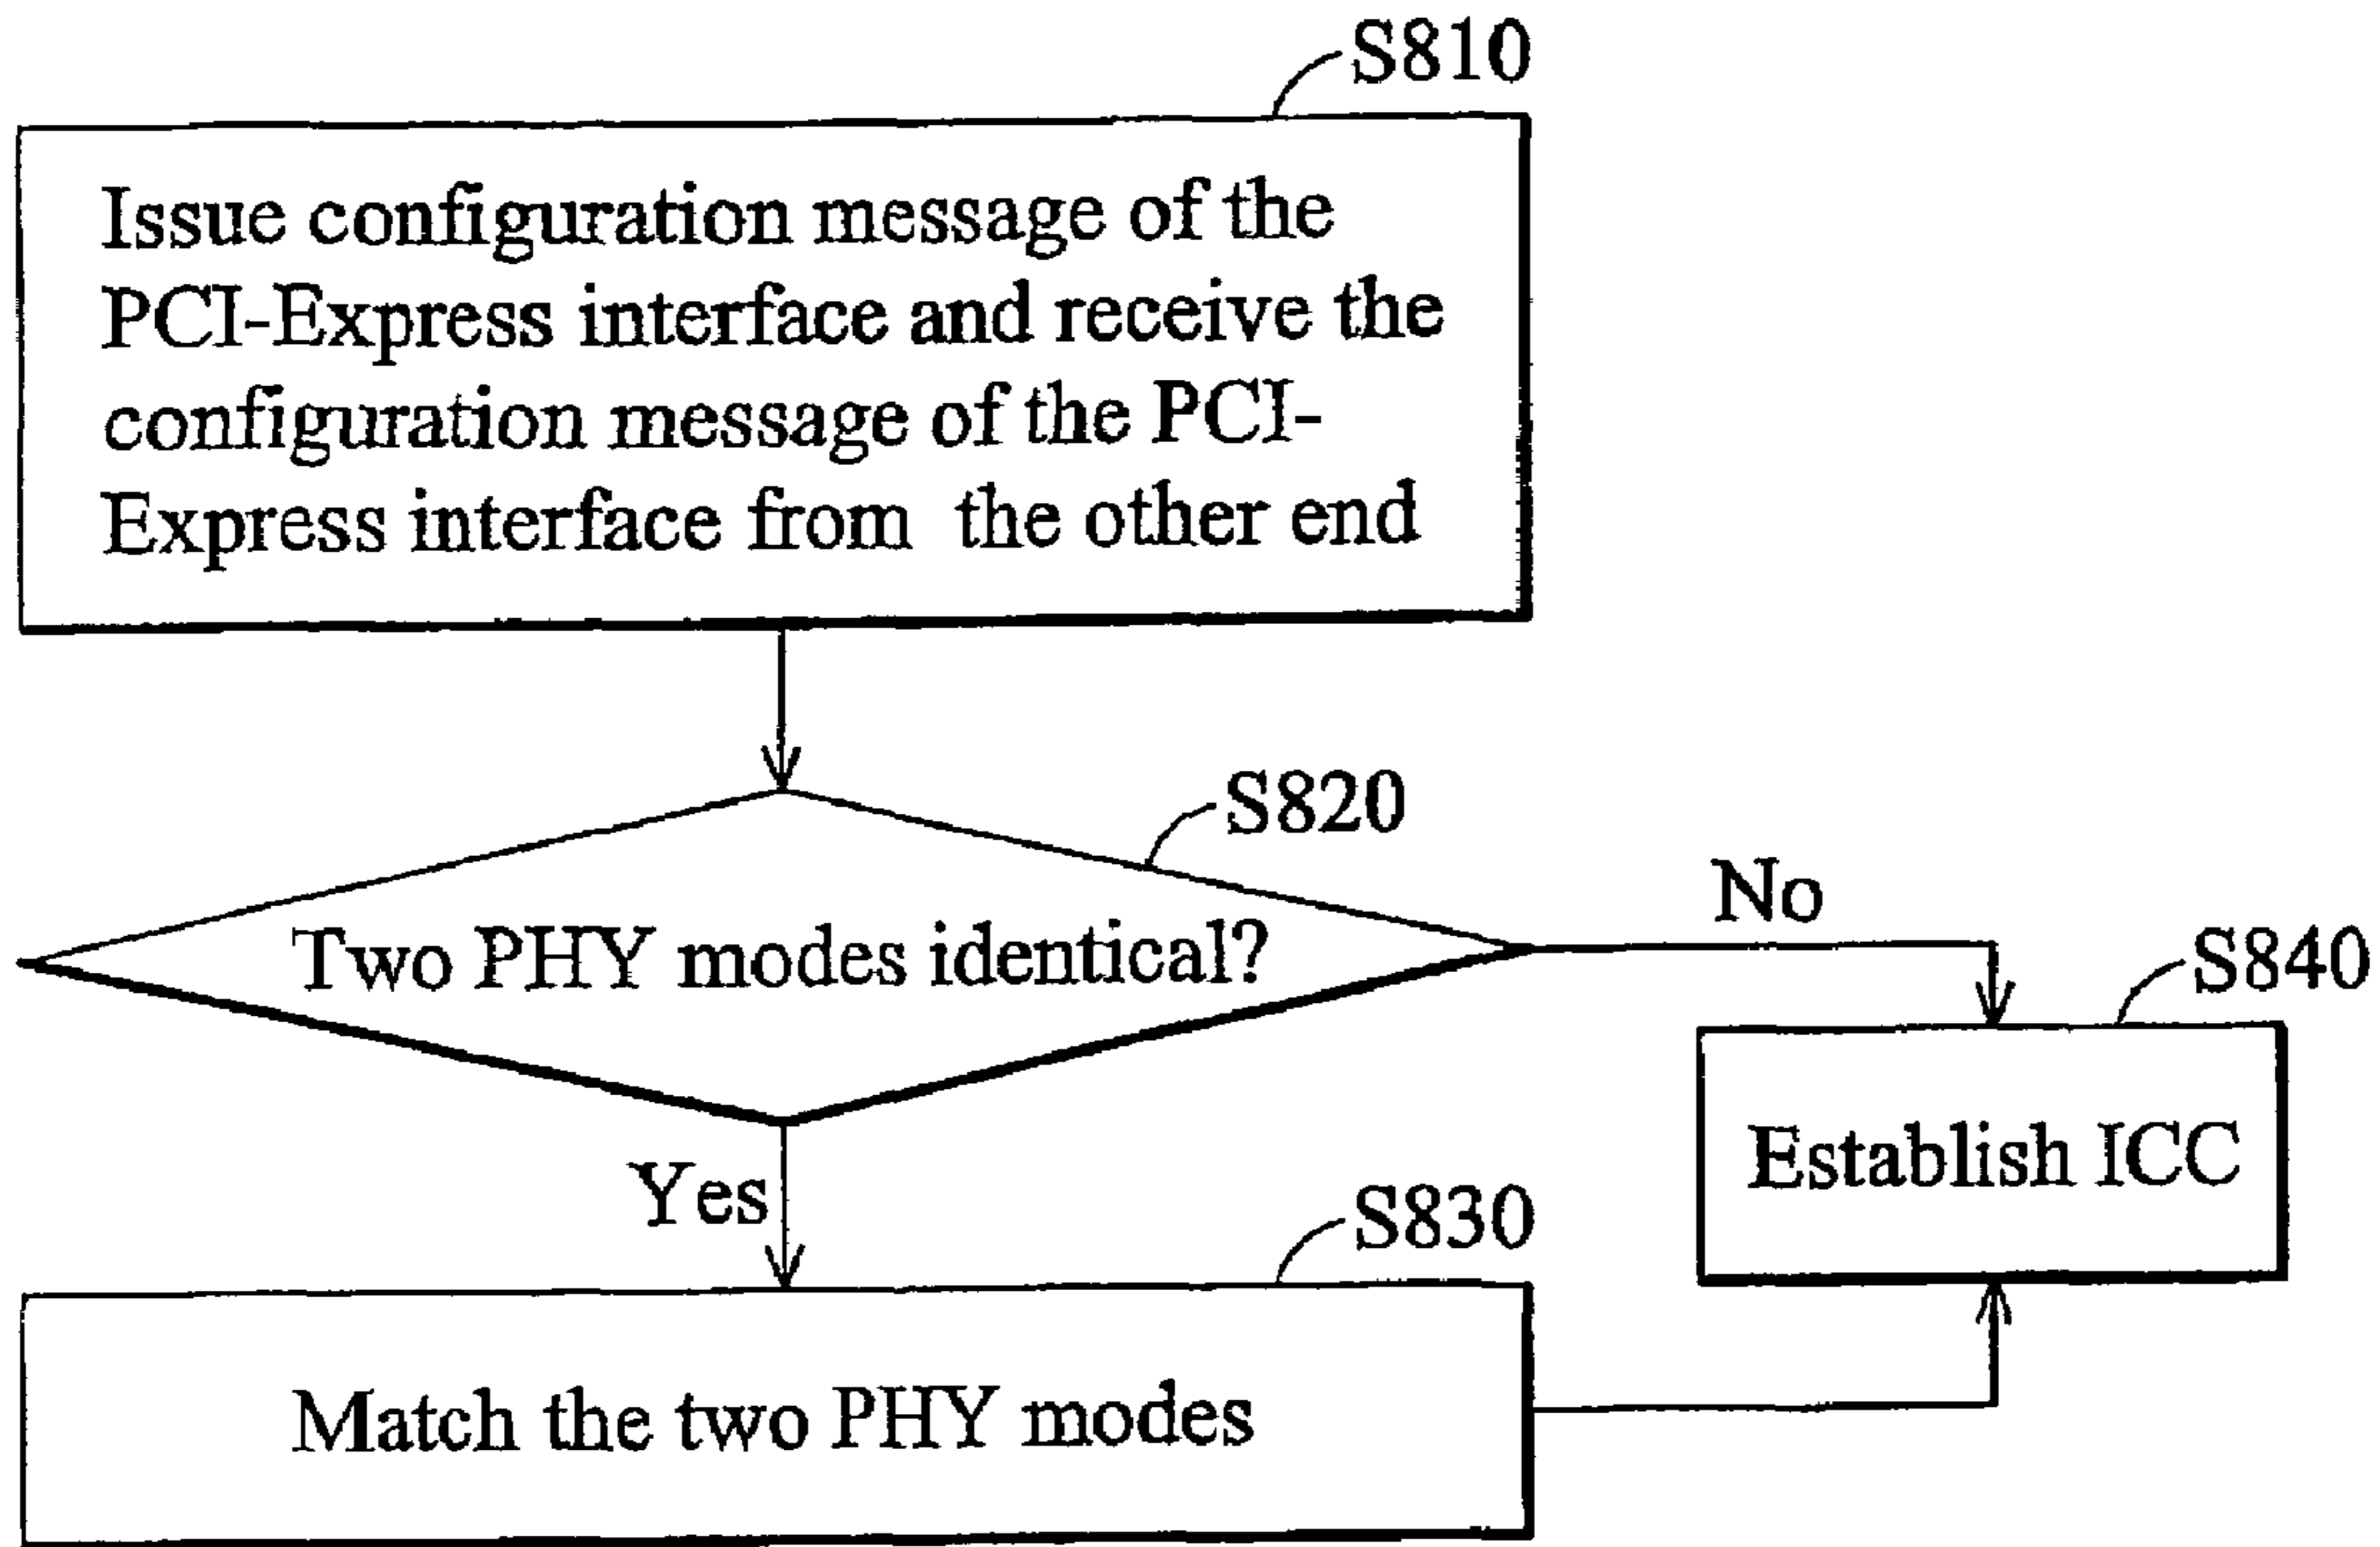 S810
Issue configuration message of the
PCI-Express interface and receive the
configuration message of the PCI-
Express interface from the other end
S820
Two PHY modes identical?
No
S840
Establish ICC
Yes
S830
Match the two PHY modes